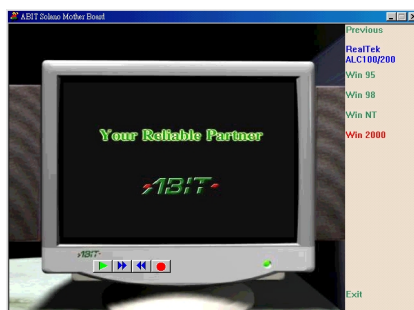 ABIT Solano Mother Board
Previous
RealTek
ALC100/200
Win 95
Win 98
Win NT
Win 2000
Your Reliable Partner
ABIT
ABIT
Exit